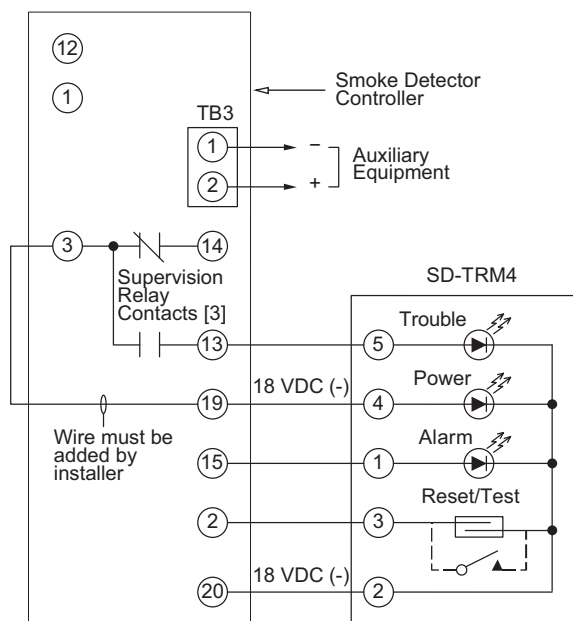 12
1
Smoke Detector
Controller
TB3
1
−
2
+
Auxiliary
Equipment
3
14
Supervision
Relay
Contacts [3]
SD-TRM4
13
5
Trouble
19
18 VDC (-)
4
Power
Wire must be
added by
installer
15
1
Alarm
2
3
Reset/Test
20
18 VDC (-)
2